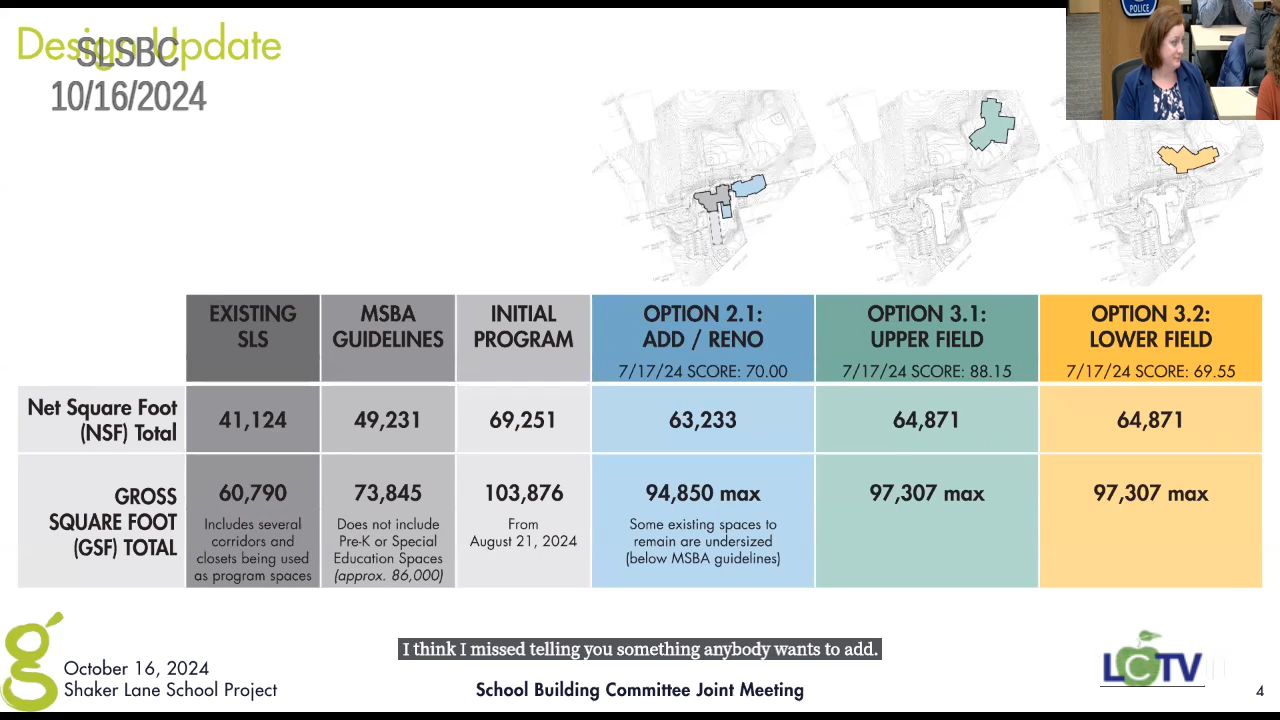 Design Update
SLSBC
10/16/2024
POLICE
EXISTING
SLS
MSBA
GUIDELINES
INITIAL
PROGRAM
OPTION 2.1:
ADD / RENO
7/17/24 SCORE: 70.00
OPTION 3.1:
UPPER FIELD
7/17/24 SCORE: 88.15
OPTION 3.2:
LOWER FIELD
7/17/24 SCORE: 69.55
Net Square Foot
(NSF) Total
41,124
49,231
69,251
63,233
64,871
64,871
GROSS
SQUARE FOOT
(GSF) TOTAL
60,790
Includes several
corridors and
closets being used
as program spaces
73,845
Does not include
Pre-K or Special
Education Spaces
(approx. 86,000)
103,876
From
August 21, 2024
94,850 max
Some existing spaces to
remain are undersized
(below MSBA guidelines)
97,307 max
97,307 max
I think I missed telling you something anybody wants to add.
g
October 16, 2024
Shaker Lane School Project
School Building Committee Joint Meeting
LCTV
4